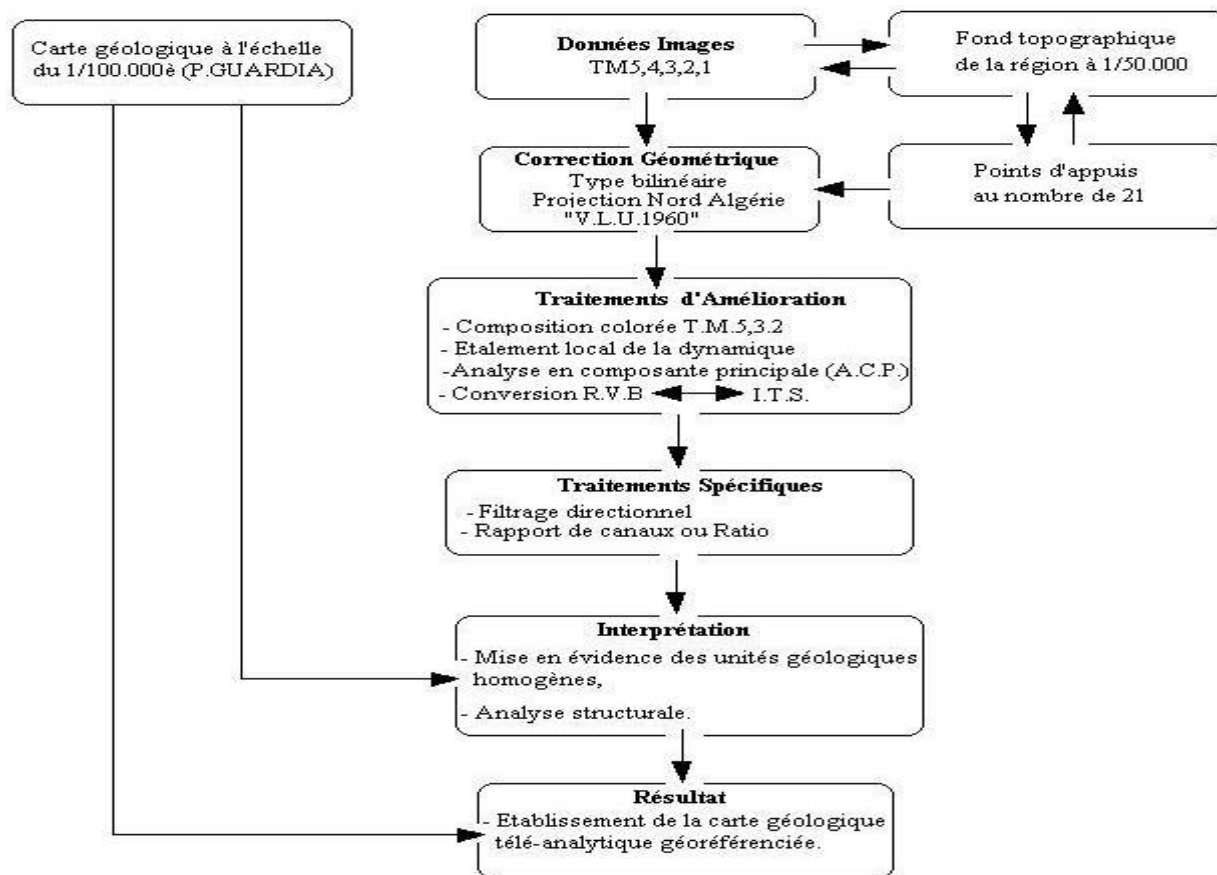 Carte géologique à l'échelle
du 1/100.000è (P.GUARDIA)
Données Images
TM5,4,3,2,1
Fond topographique
de la région à 1/50.000
Correction Géométrique
Type bilinéaire
Projection Nord Algérie
"V.L.U.1960"
Points d'appuis
au nombre de 21
Traitements d'Amélioration
- Composition colorée T.M.5,3.2
- Etalement local de la dynamique
-Analyse en composante principale (A.C.P.)
- Conversion R.V.B I.T.S.
Traitements Spécifiques
- Filtrage directionnel
- Rapport de canaux ou Ratio
Interprétation
- Mise en évidence des unités géologiques
homogènes,
- Analyse structurale.
Résultat
- Etablissement de la carte géologique
télé-analytique géoréférenciée.